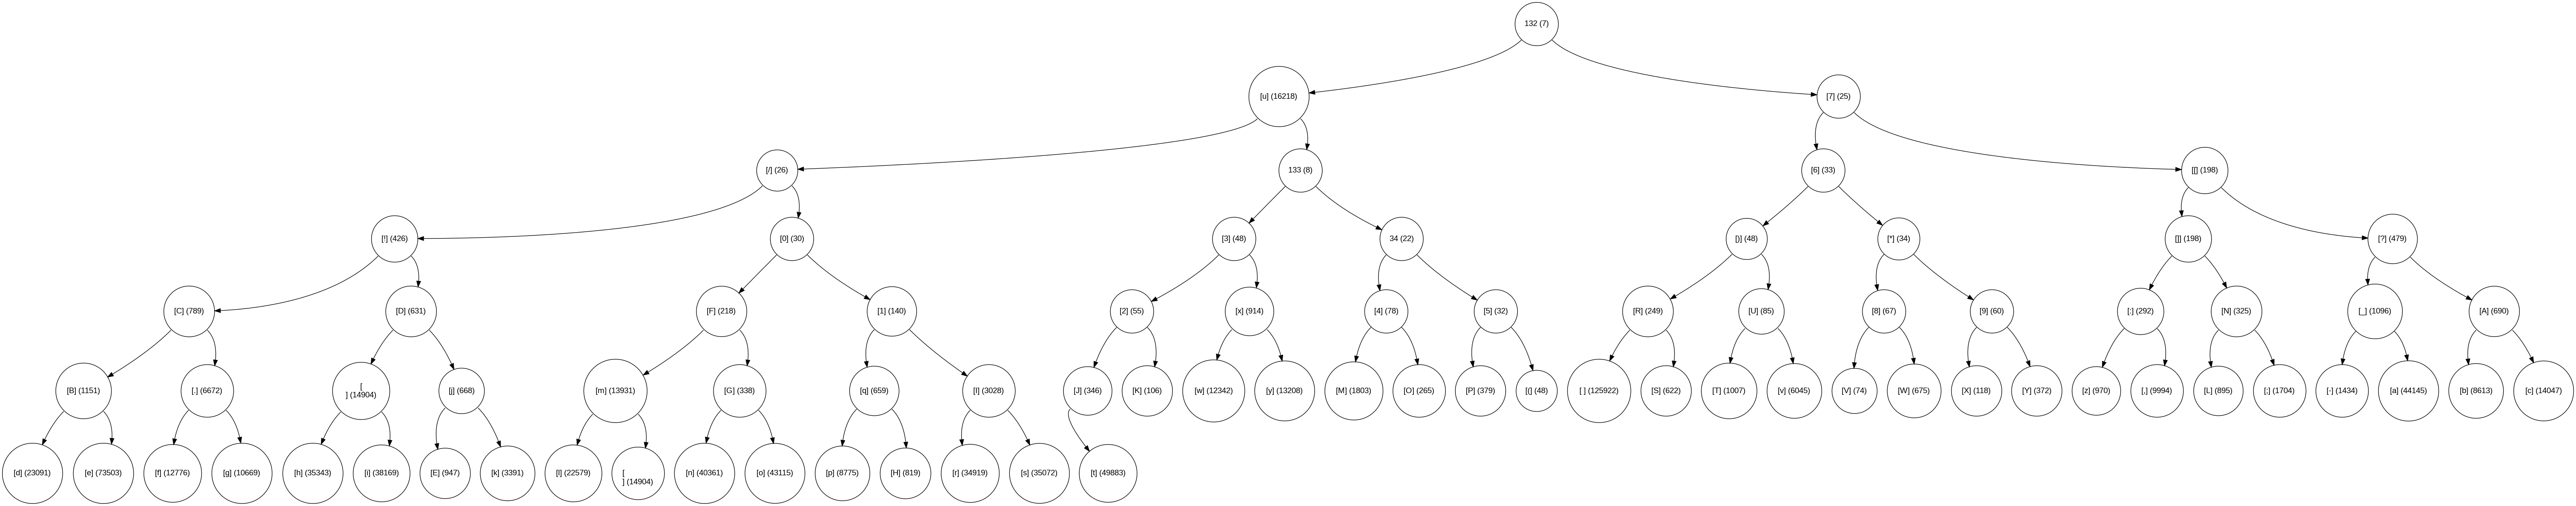 132 (7)
[u] (16218)
[7] (25)
[/] (26)
133 (8)
[6] (33)
[[] (198)
[!] (426)
[0] (30)
[3] (48)
34 (22)
[)] (48)
[*] (34)
[]] (198)
[?] (479)
[C] (789)
[D] (631)
[F] (218)
[1] (140)
[2] (55)
[x] (914)
[4] (78)
[5] (32)
[R] (249)
[U] (85)
[8] (67)
[9] (60)
[:] (292)
[N] (325)
[_] (1096)
[A] (690)
[B] (1151)
[.] (6672)
[
] (14904)
[j] (668)
[m] (13931)
[G] (338)
[q] (659)
[I] (3028)
[J] (346)
[K] (106)
[w] (12342)
[y] (13208)
[M] (1803)
[O] (265)
[P] (379)
[(] (48)
[ ] (125922)
[S] (622)
[T] (1007)
[v] (6045)
[V] (74)
[W] (675)
[X] (118)
[Y] (372)
[z] (970)
[,] (9994)
[L] (895)
[;] (1704)
[-] (1434)
[a] (44145)
[b] (8613)
[c] (14047)
[d] (23091)
[e] (73503)
[f] (12776)
[g] (10669)
[h] (35343)
[i] (38169)
[E] (947)
[k] (3391)
[l] (22579)
[
] (14904)
[n] (40361)
[o] (43115)
[p] (8775)
[H] (819)
[r] (34919)
[s] (35072)
[t] (49883)